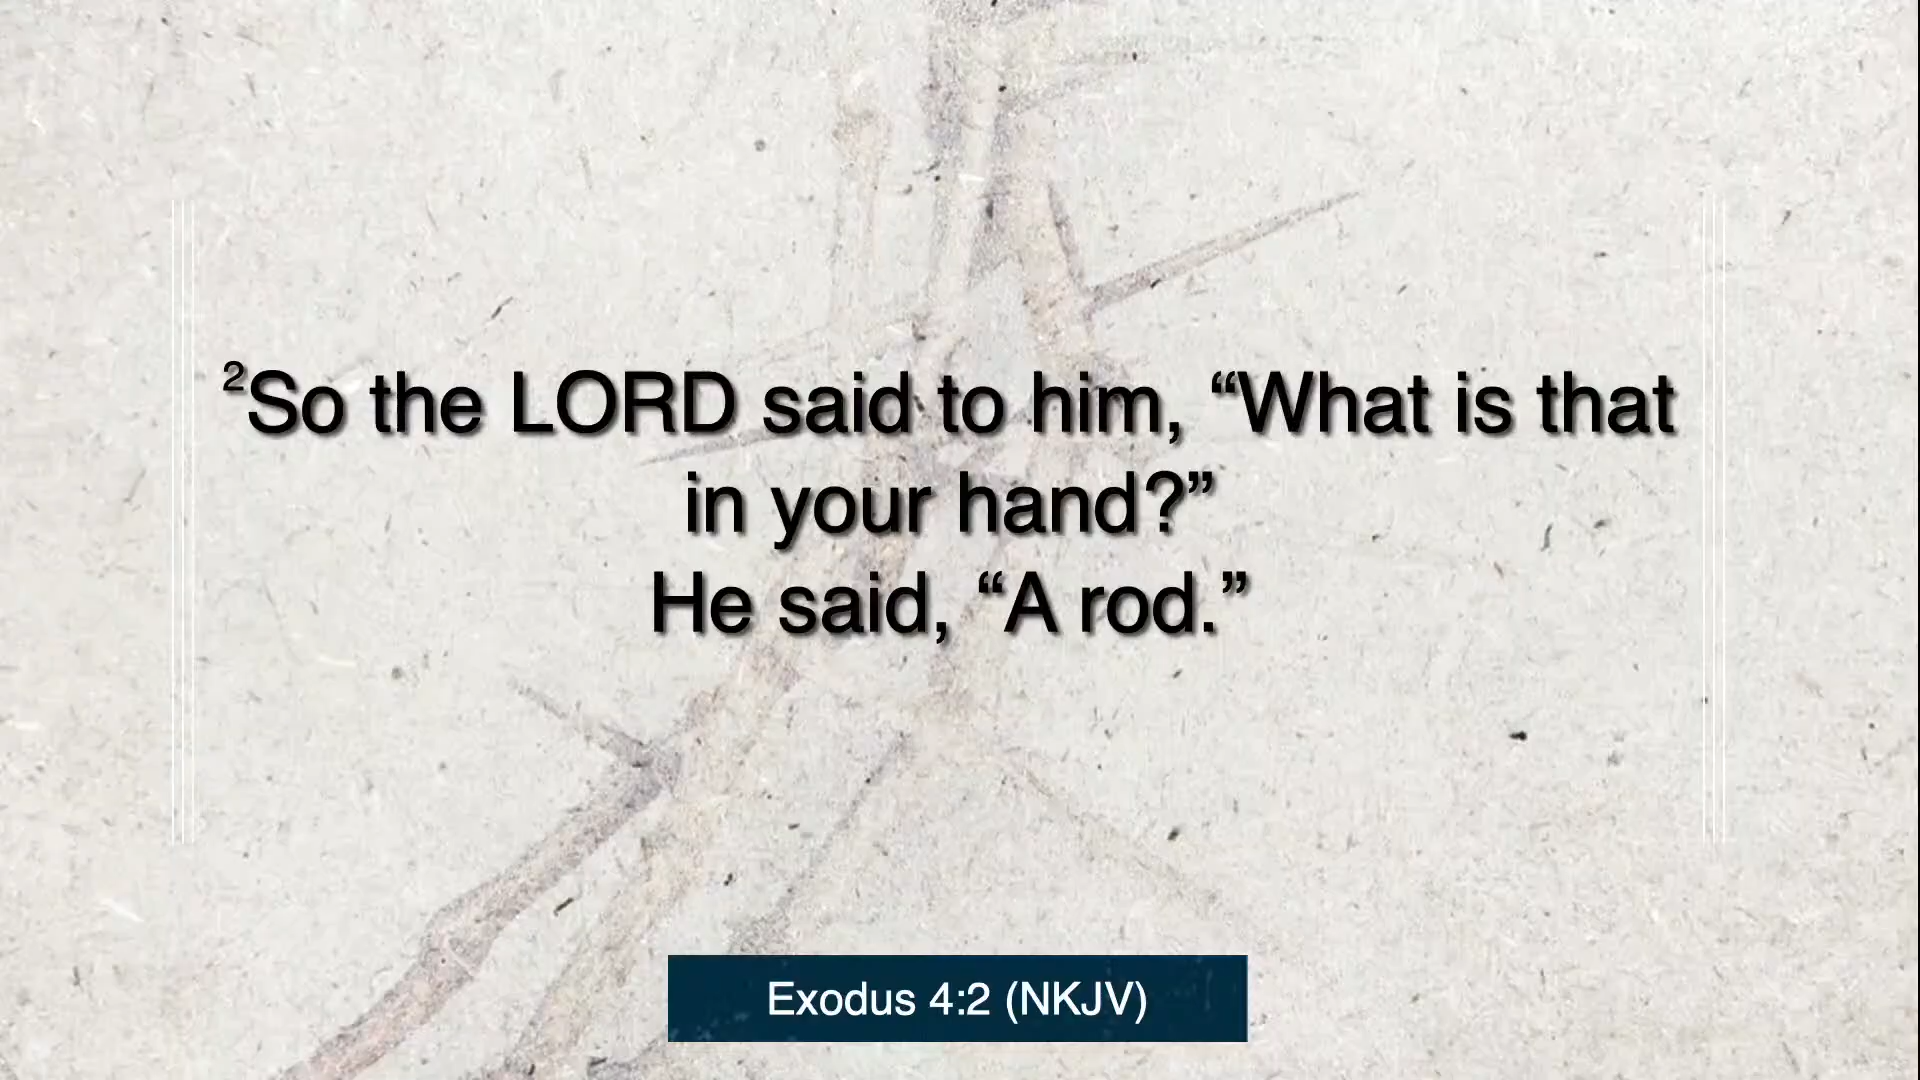 ²So the LORD said to him, “What is that
in your hand?”
He said, “A rod.”
Exodus 4:2 (NKJV)